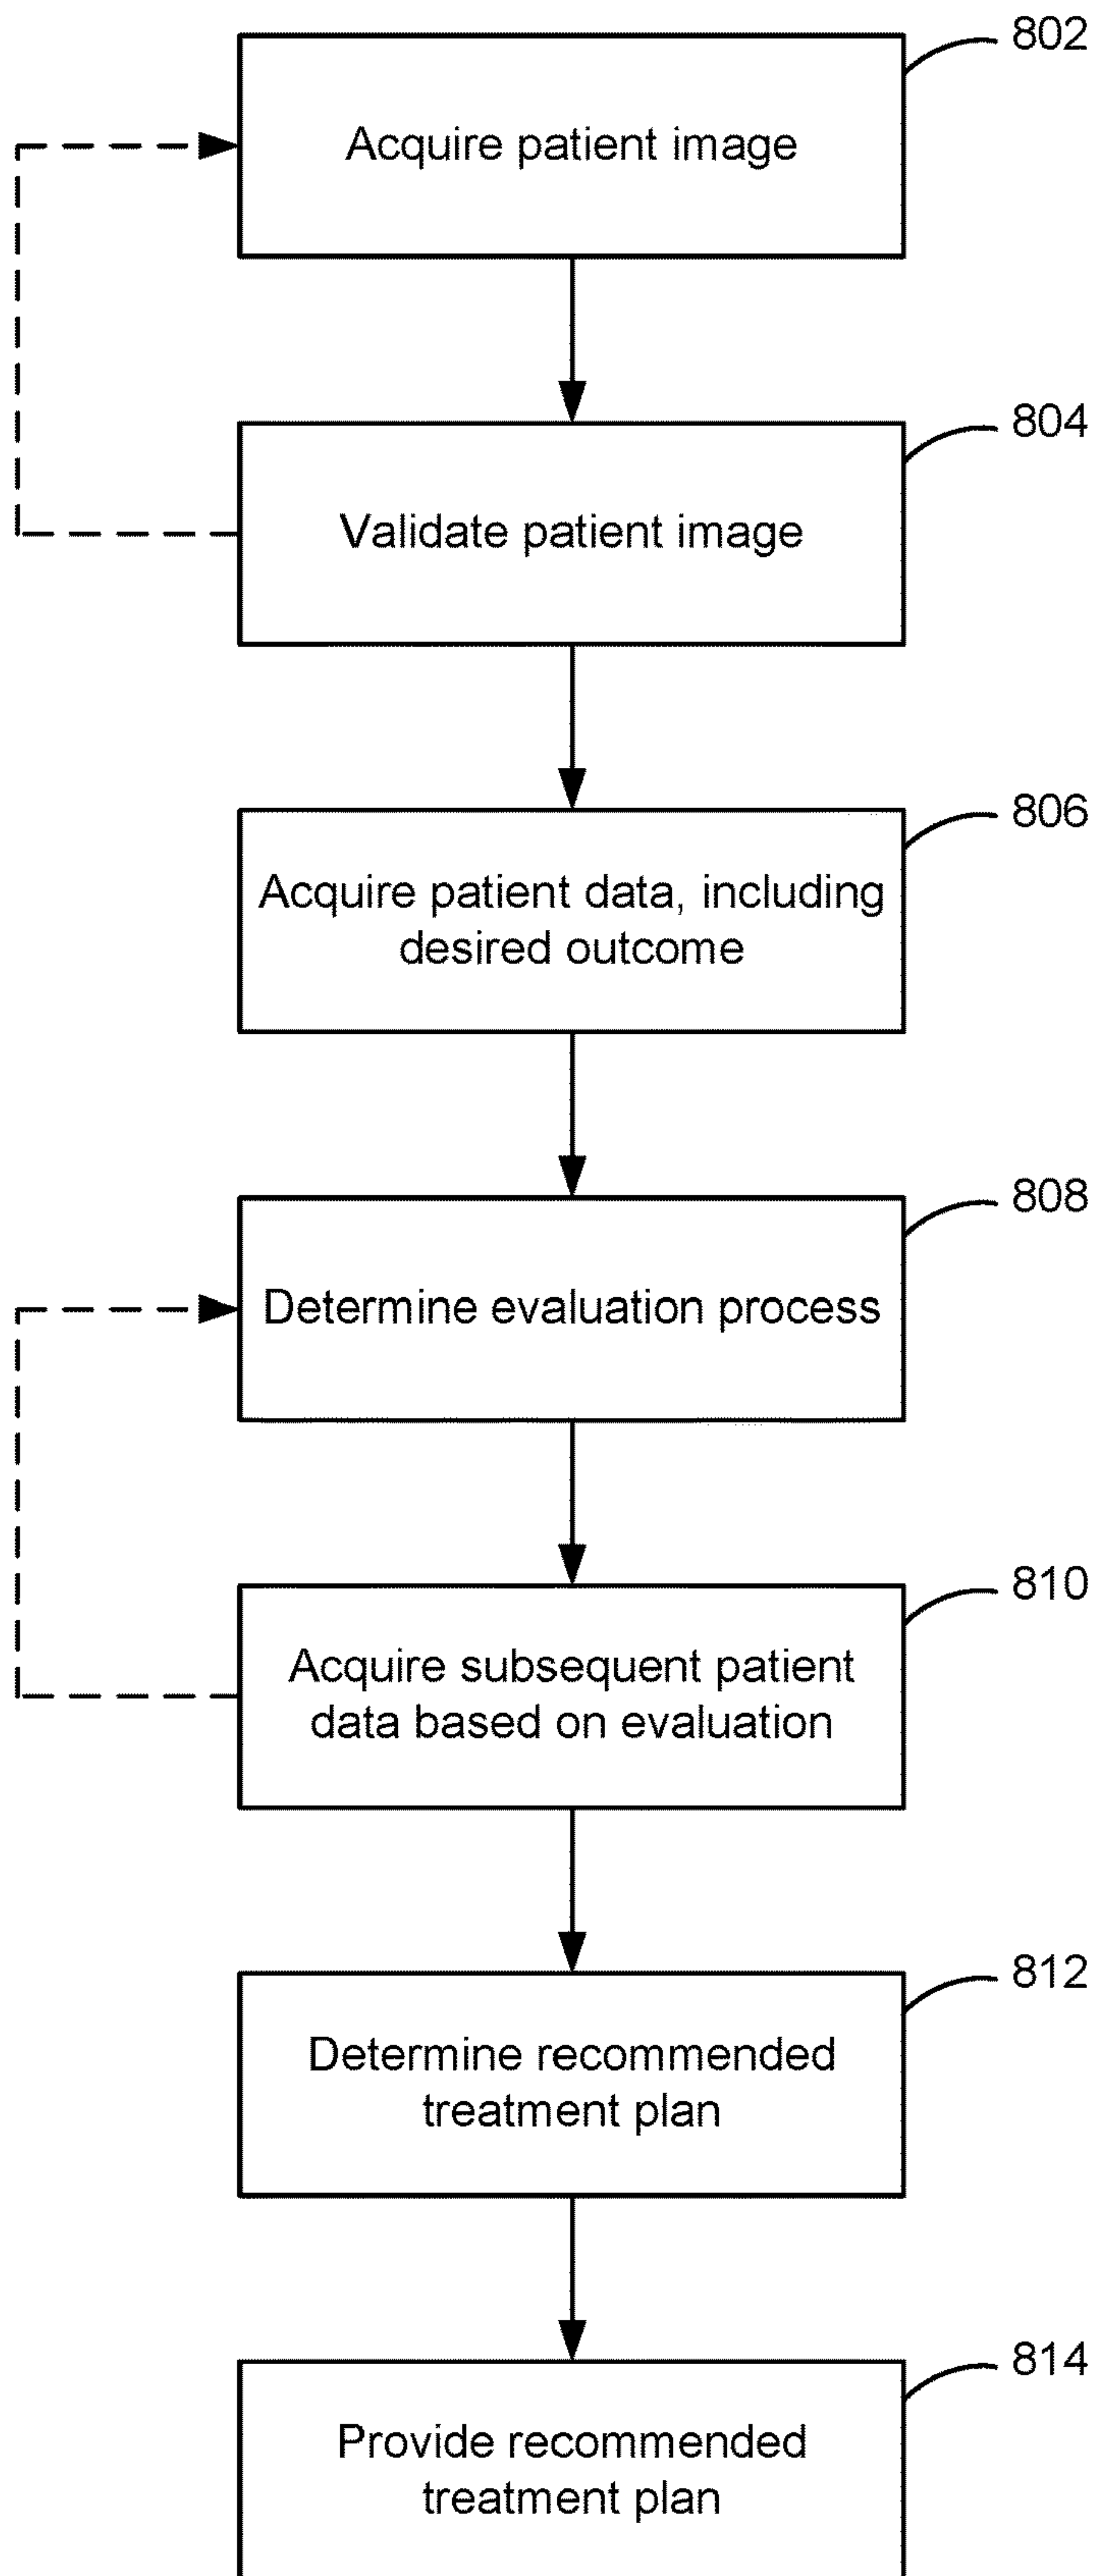 802
Acquire patient image
804
Validate patient image
806
Acquire patient data, including
desired outcome
808
Determine evaluation process
810
Acquire subsequent patient
data based on evaluation
812
Determine recommended
treatment plan
814
Provide recommended
treatment plan